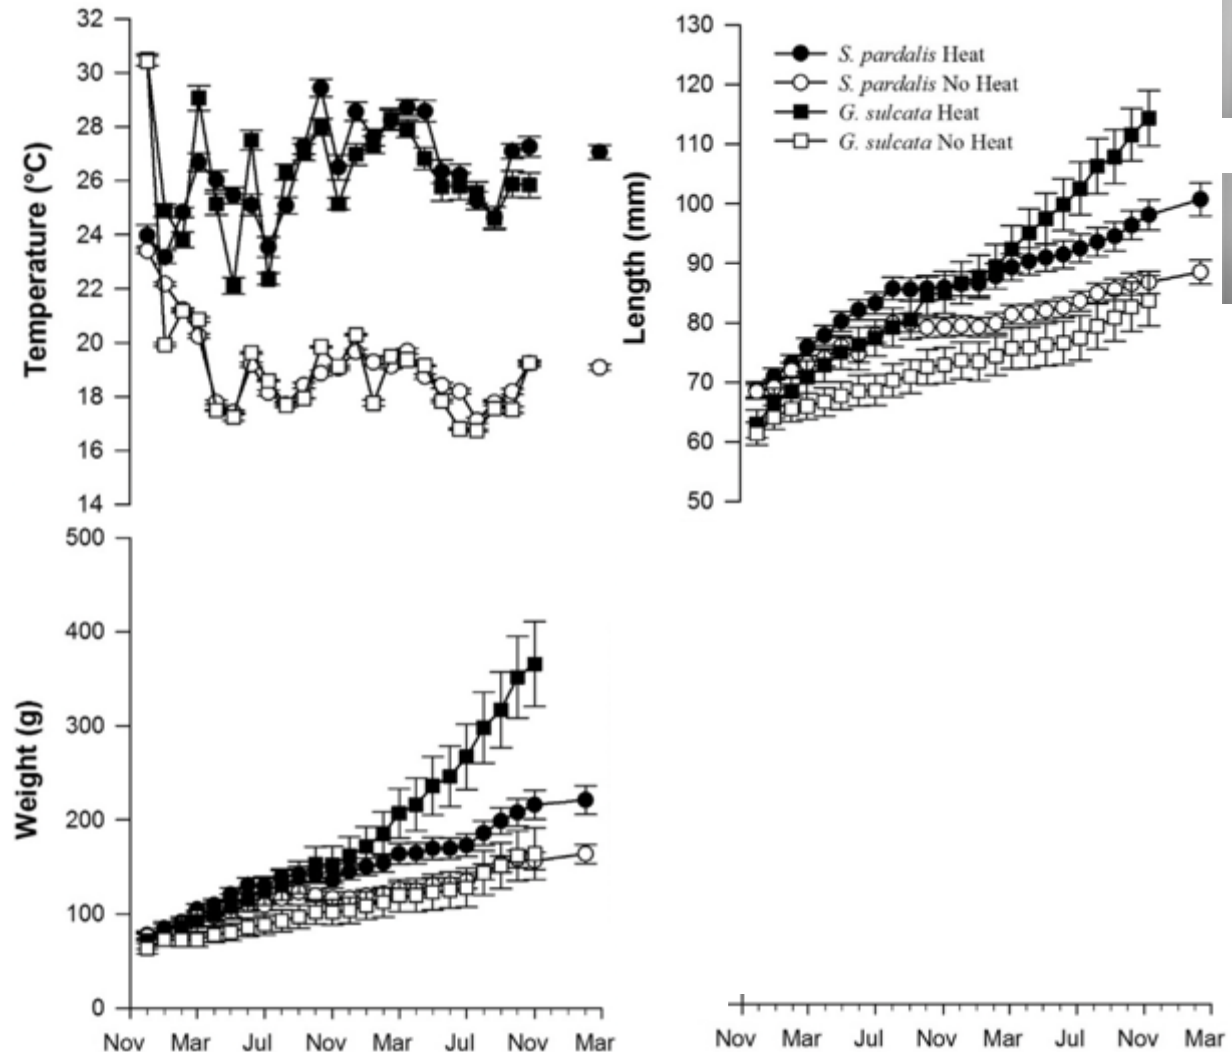 Temperature (°C)
32
30
28
26
24
22
20
18
16
14
Length (mm)
130
120
110
100
90
80
70
60
50
S. pardalis Heat
S. pardalis No Heat
G. sulcata Heat
G. sulcata No Heat
Weight (g)
500
400
300
200
100
0
Nov Mar Jul Nov Mar Jul Nov Mar
Nov Mar Jul Nov Mar Jul Nov Mar